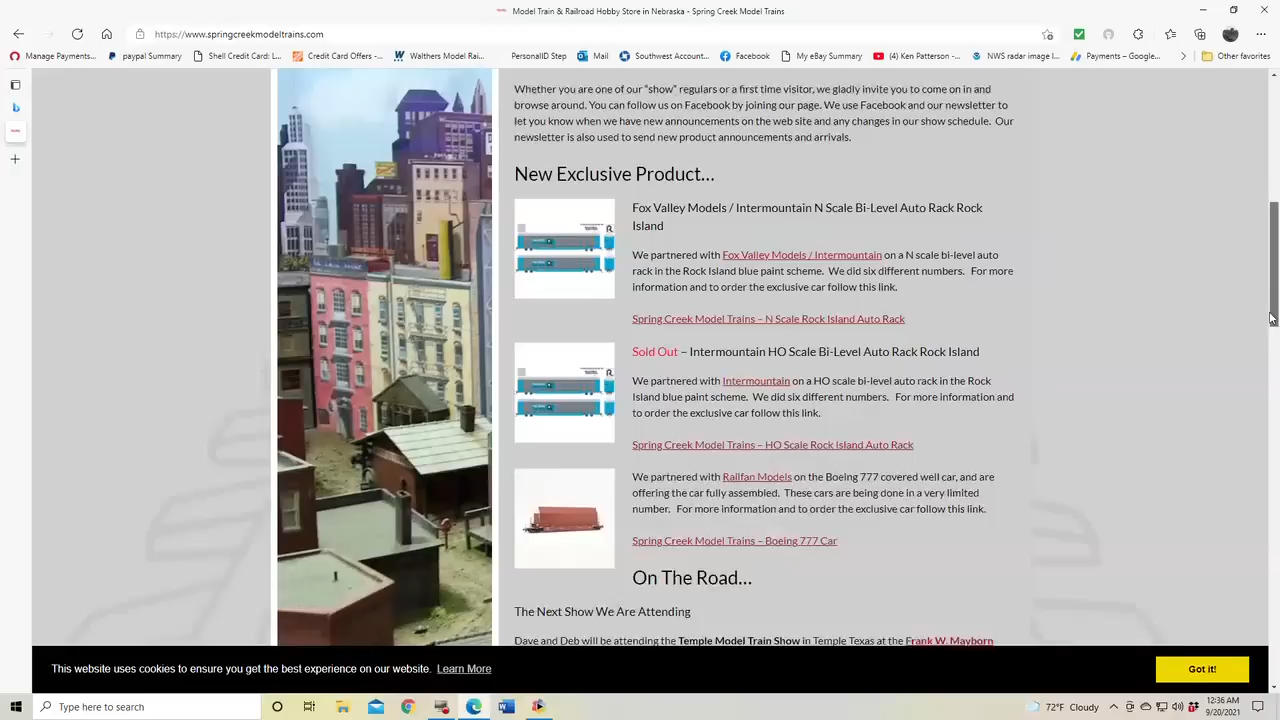 Model Train & Railroad Hobby Store in Nebraska - Spring Creek Model Trains
https://www.springcreekmodeltrains.com
Manage Payments... paypal Summary Shell Credit Card: L... Credit Card Offers -... Walthers Model Rai... PersonalID Step Mail Southwest Account... Facebook My eBay Summary (4) Ken Patterson -... NWS radar image l... Payments – Google... Other favorites
Whether you are one of our “show” regulars or a first time visitor, we gladly invite you to come on in and
browse around. You can follow us on Facebook by joining our page. We use Facebook and our newsletter to
let you know when we have new announcements on the web site and any changes in our show schedule. Our
newsletter is also used to send new product announcements and arrivals.
New Exclusive Product...
Fox Valley Models / Intermountain N Scale Bi-Level Auto Rack Rock
Island
We partnered with Fox Valley Models / Intermountain on a N scale bi-level auto
rack in the Rock Island blue paint scheme. We did six different numbers. For more
information and to order the exclusive car follow this link.
Spring Creek Model Trains – N Scale Rock Island Auto Rack
Sold Out – Intermountain HO Scale Bi-Level Auto Rack Rock Island
We partnered with Intermountain on a HO scale bi-level auto rack in the Rock
Island blue paint scheme. We did six different numbers. For more information and
to order the exclusive car follow this link.
Spring Creek Model Trains – HO Scale Rock Island Auto Rack
We partnered with Railfan Models on the Boeing 777 covered well car, and are
offering the car fully assembled. These cars are being done in a very limited
number. For more information and to order the exclusive car follow this link.
Spring Creek Model Trains – Boeing 777 Car
On The Road...
The Next Show We Are Attending
Dave and Deb will be attending the Temple Model Train Show in Temple Texas at the Frank W. Mayborn
This website uses cookies to ensure you get the best experience on our website. Learn More
Got it!
Type here to search
72°F Cloudy
12:36 AM
9/20/2021